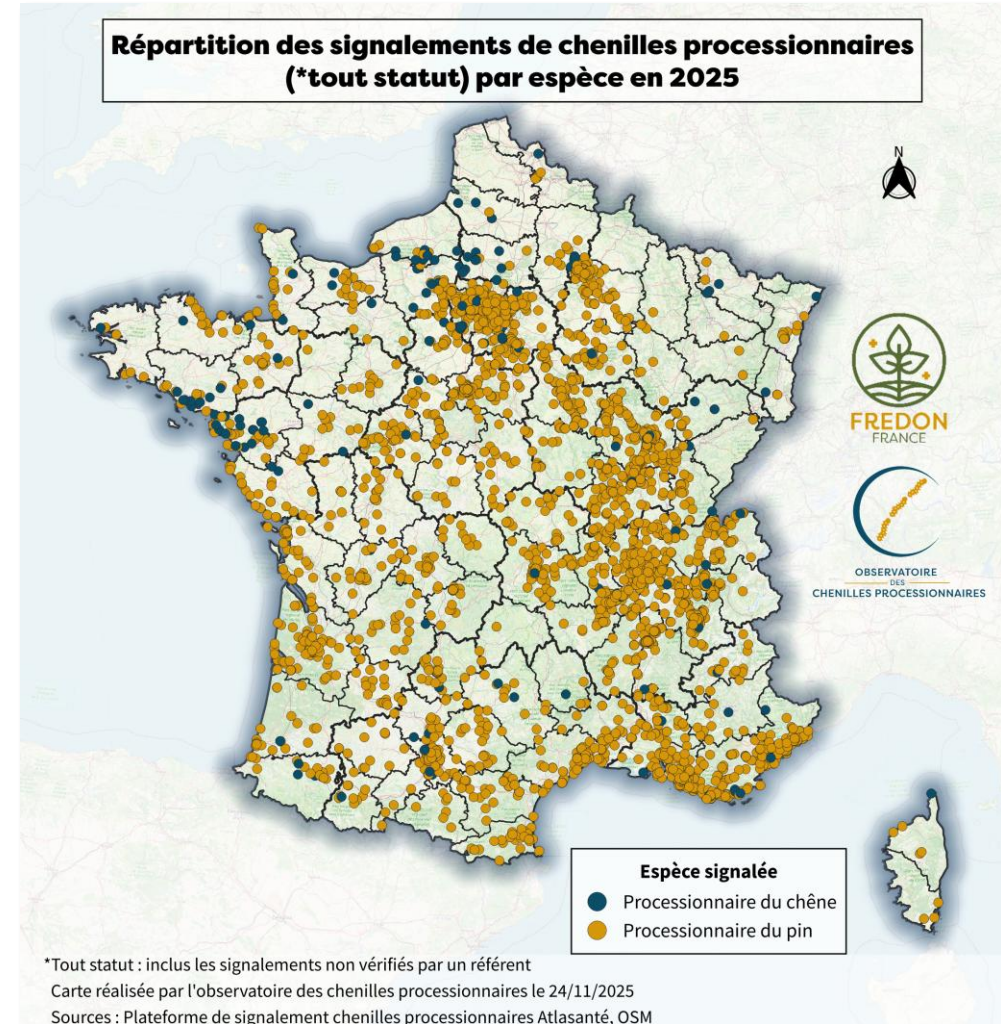 Répartition des signalements de chenilles processionnaires
(*tout statut) par espèce en 2025
N
FREDON
FRANCE
OBSERVATOIRE
DES
CHENILLES PROCESSIONNAIRES
Espèce signalée
Processionnaire du chêne
Processionnaire du pin
*Tout statut : inclus les signalements non vérifiés par un référent
Carte réalisée par l'observatoire des chenilles processionnaires le 24/11/2025
Sources : Plateforme de signalement chenilles processionnaires Atlasanté, OSM